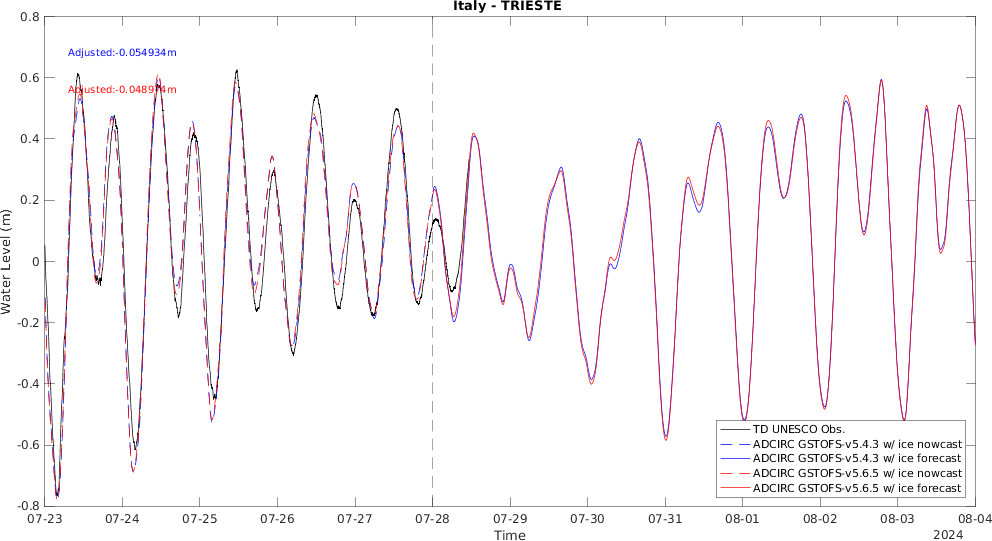 Italy - TRIESTE
Adjusted:-0.054934m
Water Level (m)
0.8
0.6
0.4
0.2
0
-0.2
-0.4
-0.6
-0.8
TD UNESCO Obs.
ADCIRC GSTOFS-v5.4.3 w/ ice nowcast
ADCIRC GSTOFS-v5.4.3 w/ ice forecast
ADCIRC GSTOFS-v5.6.5 w/ ice nowcast
ADCIRC GSTOFS-v5.6.5 w/ ice forecast
07-23 07-24 07-25 07-26 07-27 07-28 07-29 07-30 07-31 08-01 08-02 08-03 08-04
Time
2024